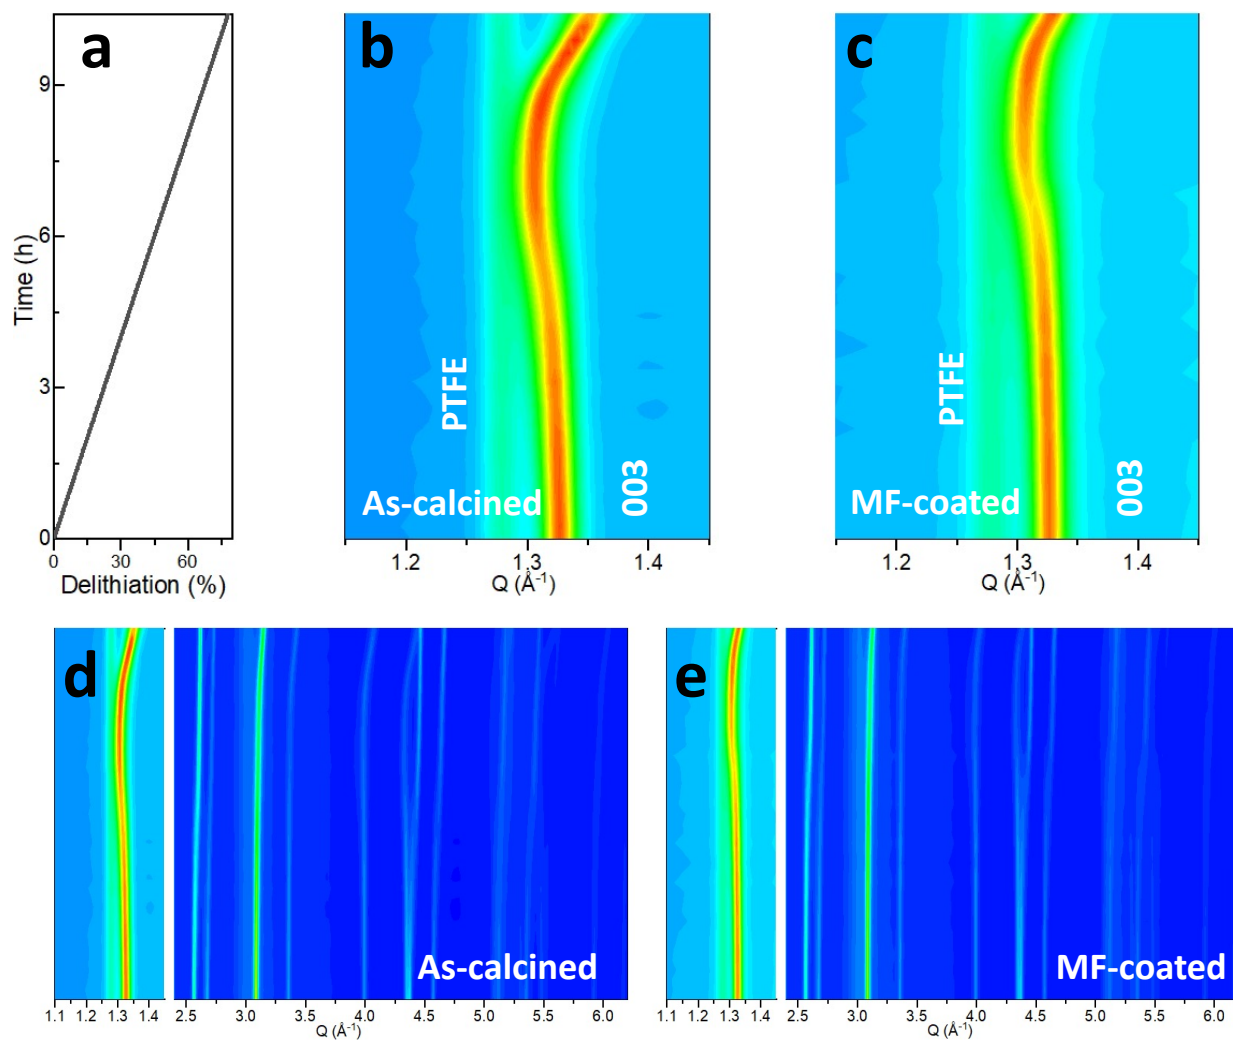 a
9
6
3
0
Time (h)
0 30 60
Delithiation (%)
b
PTFE
003
As-calcined
1.2 1.3 1.4
Q (Å-1)
c
PTFE
003
MF-coated
1.2 1.3 1.4
Q (Å-1)
d
As-calcined
1.1 1.2 1.3 1.4 2.5 3.0 3.5 4.0 4.5 5.0 5.5 6.0
Q (Å-1)
e
MF-coated
1.1 1.2 1.3 1.4 2.5 3.0 3.5 4.0 4.5 5.0 5.5 6.0
Q (Å-1)